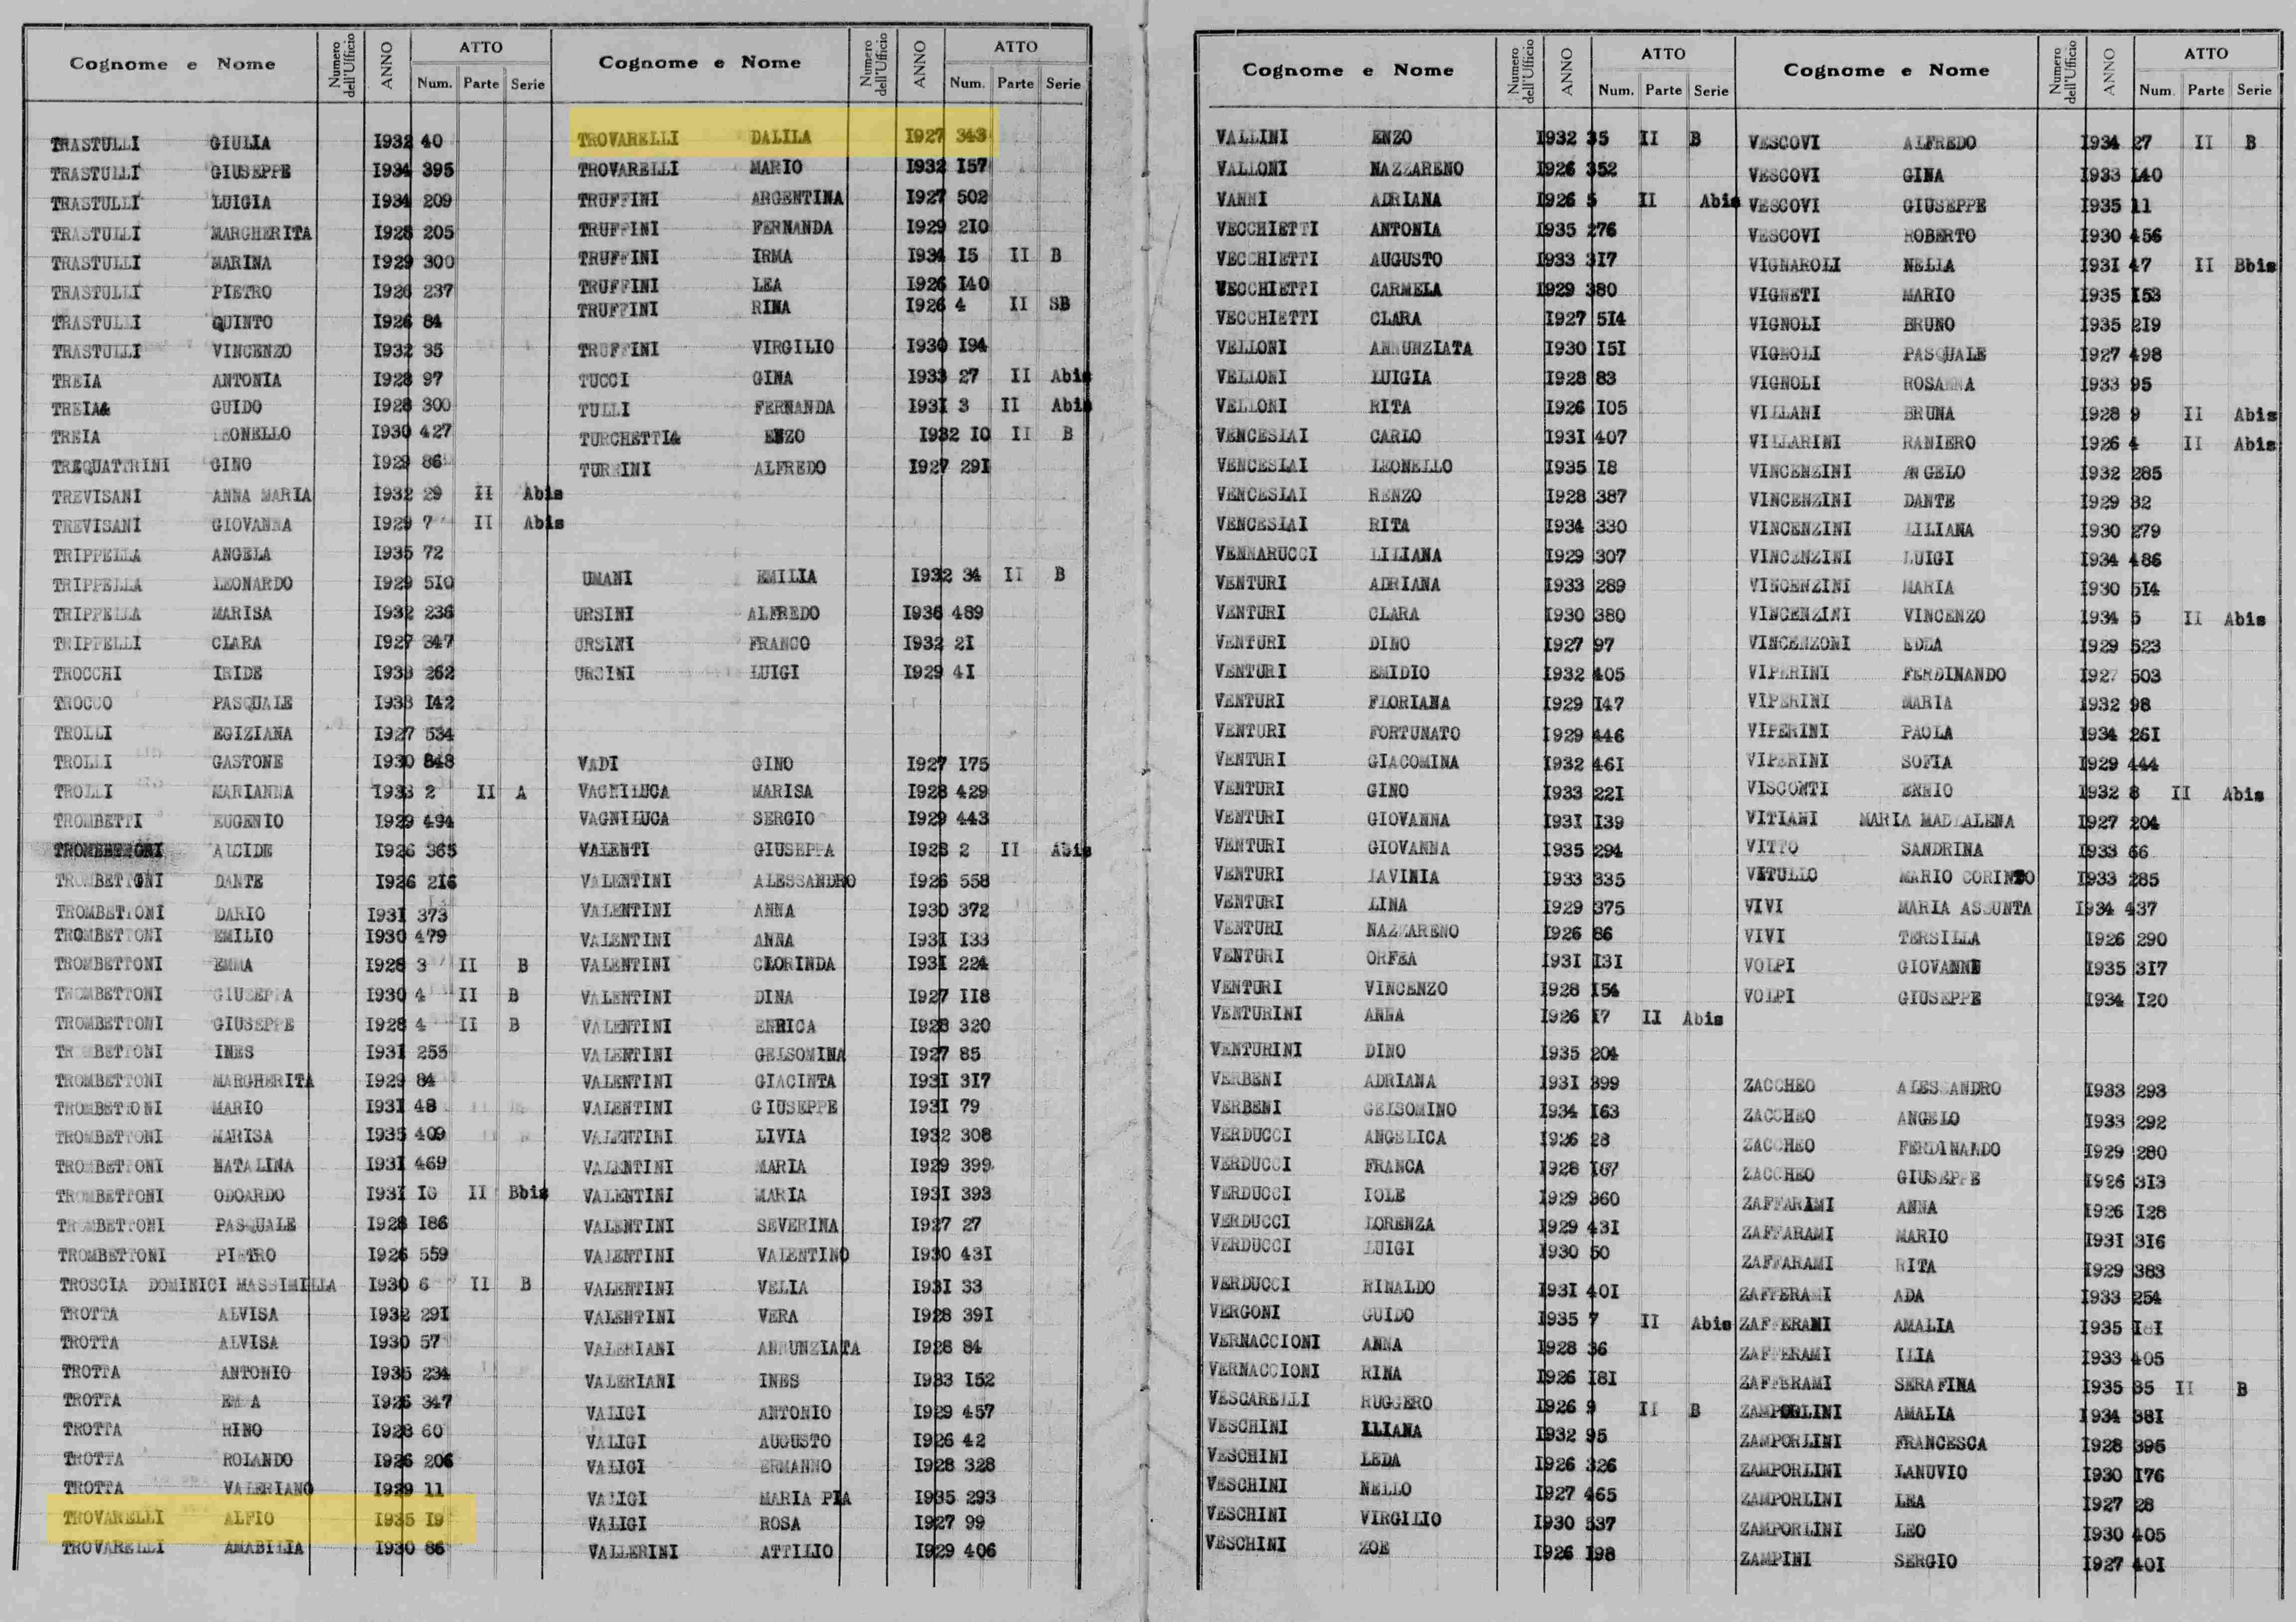 Cognome e Nome Numero dell'Ufficio ANNO ATTO Num. Parte Serie
TRASTULLI GIULIA 1932 40
TRASTULLI GIUSEPPE 1934 395
TRASTULLI LUIGIA 1934 209
TRASTULLI MARGHERITA 1928 205
TRASTULLI MARINA 1929 300
TRASTULLI PIETRO 1926 237
TRASTULLI QUINTO 1926 84
TRASTULLI VINCENZO 1932 35
TREIA ANTONIA 1928 97
TREIA& GUIDO 1928 300
TREIA LEONELLO 1930 427
TREQUATTRINI GINO 1929 86
TREVISANI ANNA MARIA 1932 29 II Abis
TREVISANI GIOVANNA 1929 7 II Abis
TRIPPELLA ANGELA 1935 72
TRIPPELLA LEONARDO 1929 510
TRIPPELLA MARISA 1932 236
TRIPPELLI CLARA 1927 347
TROCCHI IRIDE 1933 262
TROCCO PASQUALE 1933 142
TROLLI EGIZIANA 1927 534
TROLLI GASTONE 1930
TROLLI MARIANNA 1933 2 II A
TROMBETTI EUGENIO 1929 494
TROMBETTONI ALCIDE 1926 365
TROMBETTONI DANTE 1926 216
TROMBETTONI DARIO 1931 373
TROMBETTONI EMILIO 1930 479
TROMBETTONI EMMA 1928 3 II B
TROMBETTONI GIUSEPPA 1930 4 II B
TROMBETTONI GIUSEPPE 1928 4 II B
TROMBETTONI INES 1931 255
TROMBETTONI MARGHERITA 1929 84
TROMBETTONI MARIO 1931 48
TROMBETTONI MARISA 1935 409
TROMBETTONI NATALINA 1931 469
TROMBETTONI ODOARDO 1931 10 II Bbis
TROMBETTONI PASQUALE 1928 186
TROMBETTONI PIETRO 1926 559
TROSCIA DOMINICI MASSIMILLA 1930 6 II B
TROTTA ALVISA 1932 291
TROTTA ALVISA 1930 57
TROTTA ANTONIO 1935 234
TROTTA EMMA 1926 347
TROTTA RINO 1928 60
TROTTA ROLANDO 1926 206
TROTTA VALERIANO 1929 11
TROVARELLI ALFIO 1935 19
TROVARELLI AMABILIA 1930 86
Cognome e Nome Numero dell'Ufficio ANNO ATTO Num. Parte Serie
TROVARELLI DALILA 1927 343
TROVARELLI MARIO 1932 157
TRUFFINI ARGENTINA 1927 502
TRUFFINI FERNANDA 1929 210
TRUFFINI IRMA 1934 15 II B
TRUFFINI LEA 1926 140
TRUFFINI RINA 1926 4 II SB
TRUFFINI VIRGILIO 1930 194
TUCCI GINA 1933 27 II Abis
TULLI FERNANDA 1931 3 II Abis
TURCHETTI& ENZO 1932 10 II B
TURRINI ALFREDO 1927 291
UMANI EMILIA 1932 34 II B
URSINI ALFREDO 1936 489
URSINI FRANCO 1932 21
URSINI LUIGI 1929 41
VADI GINO 1927 175
VAGNILUCA MARISA 1928 429
VAGNILUCA SERGIO 1929 443
VALENTI GIUSEPPA 1928 2 II Abis
VALENTINI ALESSANDRO 1926 558
VALENTINI ANNA 1930 372
VALENTINI ANNA 1931 133
VALENTINI CLORINDA 1931 224
VALENTINI DINA 1927 118
VALENTINI ERRICA 1928 320
VALENTINI GELSOMINA 1927 85
VALENTINI GIACINTA 1931 317
VALENTINI GIUSEPPE 1931 79
VALENTINI LIVIA 1932 308
VALENTINI MARIA 1929 399
VALENTINI MARIA 1931 393
VALENTINI SEVERINA 1927 27
VALENTINI VALENTINO 1930 431
VALENTINI VELIA 1931 33
VALENTINI VERA 1928 391
VALERIANI ANNUNZIATA 1928 84
VALERIANI INES 1933 152
VALIGI ANTONIO 1929 457
VALIGI AUGUSTO 1926 42
VALIGI ERMANNO 1928 328
VALIGI MARIA PIA 1935 293
VALIGI ROSA 1927 99
VALLERINI ATTILIO 1929 406
Cognome e Nome Numero dell'Ufficio ANNO ATTO Num. Parte Serie
VALLINI ENZO 1932 35 II B
VALLONI NAZZARENO 1926 352
VANNI ADRIANA 1926 5 II Abis
VECCHIETTI ANTONIA 1935 276
VECCHIETTI AUGUSTO 1933 317
VECCHIETTI CARMELA 1929 380
VECCHIETTI CLARA 1927 514
VELLONI ANNUNZIATA 1930 151
VELLONI LUIGIA 1928 83
VELLONI RITA 1926 105
VENCESLAI CARLO 1931 407
VENCESLAI LEONELLO 1935 18
VENCESLAI RENZO 1928 387
VENCESLAI RITA 1934 330
VENNARUCCI LILIANA 1929 307
VENTURI ADRIANA 1933 289
VENTURI CLARA 1930 380
VENTURI DINO 1927 97
VENTURI EMIDIO 1932 405
VENTURI FLORIANA 1929 147
VENTURI FORTUNATO 1929 446
VENTURI GIACOMINA 1932 461
VENTURI GINO 1933 221
VENTURI GIOVANNA 1931 139
VENTURI GIOVANNA 1935 294
VENTURI LAVINIA 1933 335
VENTURI LINA 1929 375
VENTURI NAZZARENO 1926 86
VENTURI ORFEA 1931 131
VENTURI VINCENZO 1928 154
VENTURINI ANNA 1926 17 II Abis
VENTURINI DINO 1935 204
VERBENI ADRIANA 1931 399
VERBENI GELSOMINO 1934 163
VERDUCCI ANGELICA 1926 28
VERDUCCI FRANCA 1928 167
VERDUCCI IOLE 1929 360
VERDUCCI LORENZA 1929 431
VERDUCCI LUIGI 1930 50
VERDUCCI RINALDO 1931 401
VERGONI GUIDO 1935 7 II Abis
VERNACCIONI ANNA 1928 36
VERNACCIONI RINA 1926 181
VESCARELLI RUGGERO 1926 9 II B
VESCHINI ILIANA 1932 95
VESCHINI LEDA 1926 326
VESCHINI NELLO 1927 465
VESCHINI VIRGILIO 1930 537
VESCHINI ZOE 1926 198
Cognome e Nome Numero dell'Ufficio ANNO ATTO Num. Parte Serie
VESCOVI ALFREDO 1934 27 II B
VESCOVI GINA 1933 140
VESCOVI GIUSEPPE 1935 11
VESCOVI ROBERTO 1930 456
VIGNAROLI NELLA 1931 47 II Bbis
VIGNETI MARIO 1935 153
VIGNOLI BRUNO 1935 219
VIGNOLI PASQUALE 1927 498
VIGNOLI ROSANNA 1933 95
VILLANI BRUNA 1928 9 II Abis
VILLARINI RANIERO 1926 4 II Abis
VINCENZINI ANGELO 1932 285
VINCENZINI DANTE 1929 32
VINCENZINI LILIANA 1930 279
VINCENZINI LUIGI 1934 486
VINCENZINI MARIA 1930 514
VINCENZINI VINCENZO 1934 5 II Abis
VINCENZONI EDDA 1929 523
VIPERINI FERDINANDO 1927 503
VIPERINI MARIA 1932 98
VIPERINI PAOLA 1934 261
VIPERINI SOFIA 1929 444
VISCONTI ENNIO 1932 8 II Abis
VITIANI MARIA MADDALENA 1927 204
VITTO SANDRINA 1933 66
VITULLO MARIO CORINTO 1933 285
VIVI MARIA ASSUNTA 1934 437
VIVI TERSILLA 1926 290
VOLPI GIOVANNI 1935 317
VOLPI GIUSEPPE 1934 120
ZACCHEO ALESSANDRO 1933 293
ZACCHEO ANGELO 1933 292
ZACCHEO FERDINANDO 1929 280
ZACCHEO GIUSEPPE 1926 313
ZAFFARAMI ANNA 1926 128
ZAFFARAMI MARIO 1931 316
ZAFFARAMI RITA 1929 383
ZAFFERAMI ADA 1933 254
ZAFFERAMI AMALIA 1935 181
ZAFFERAMI ILIA 1933 405
ZAFFERAMI SERAFINA 1935 35 II B
ZAMPORLINI AMALIA 1934 381
ZAMPORLINI FRANCESCA 1928 395
ZAMPORLINI LANUVIO 1930 176
ZAMPORLINI LEA 1927 28
ZAMPORLINI LEO 1930 405
ZAMPINI SERGIO 1927 401